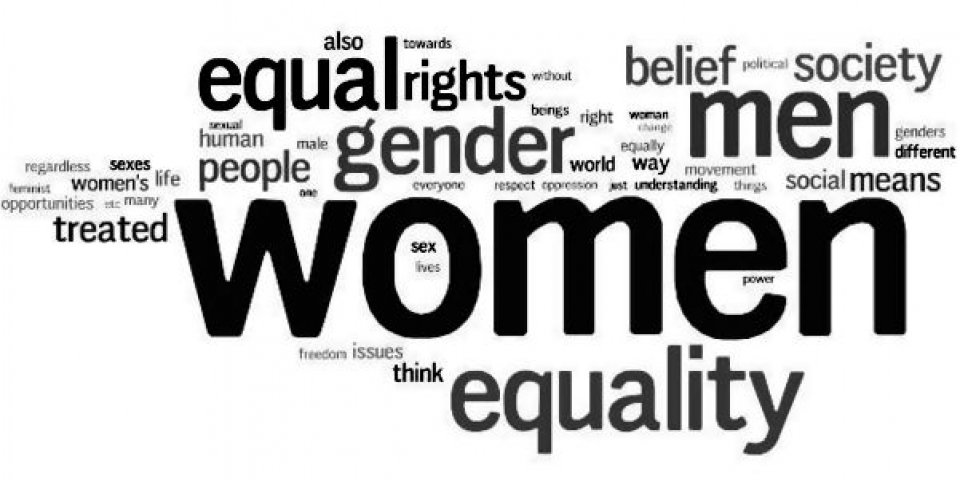 also
towards
equal
rights
without
belief
political
society
beings
right
woman
change
men
genders
different
sexual
human
male
gender
equally
way
movement
world
people
regardless
sexes
feminist
women's
life
opportunities
etc
many
one
everyone
respect
oppression
just
understanding
things
social
means
treated
women
sex
lives
power
freedom
issues
think
equality